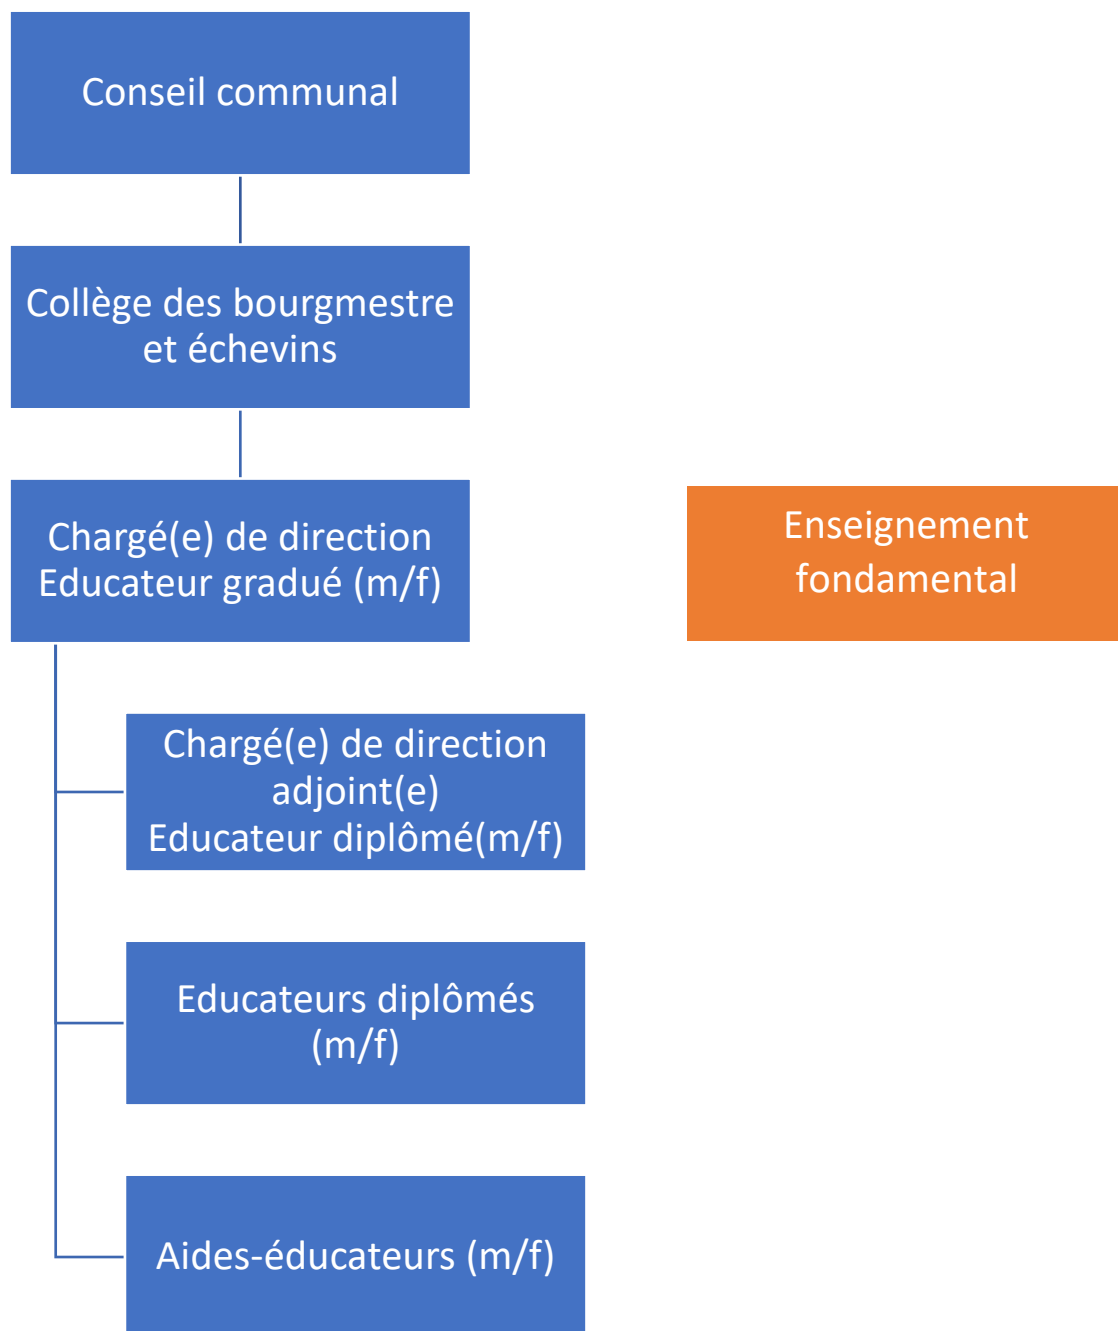 Conseil communal
Collège des bourgmestre
et échevins
Chargé(e) de direction
Educateur gradué (m/f)
Enseignement
fondamental
Chargé(e) de direction
adjoint(e)
Educateur diplômé(m/f)
Educateurs diplômés
(m/f)
Aides-éducateurs (m/f)